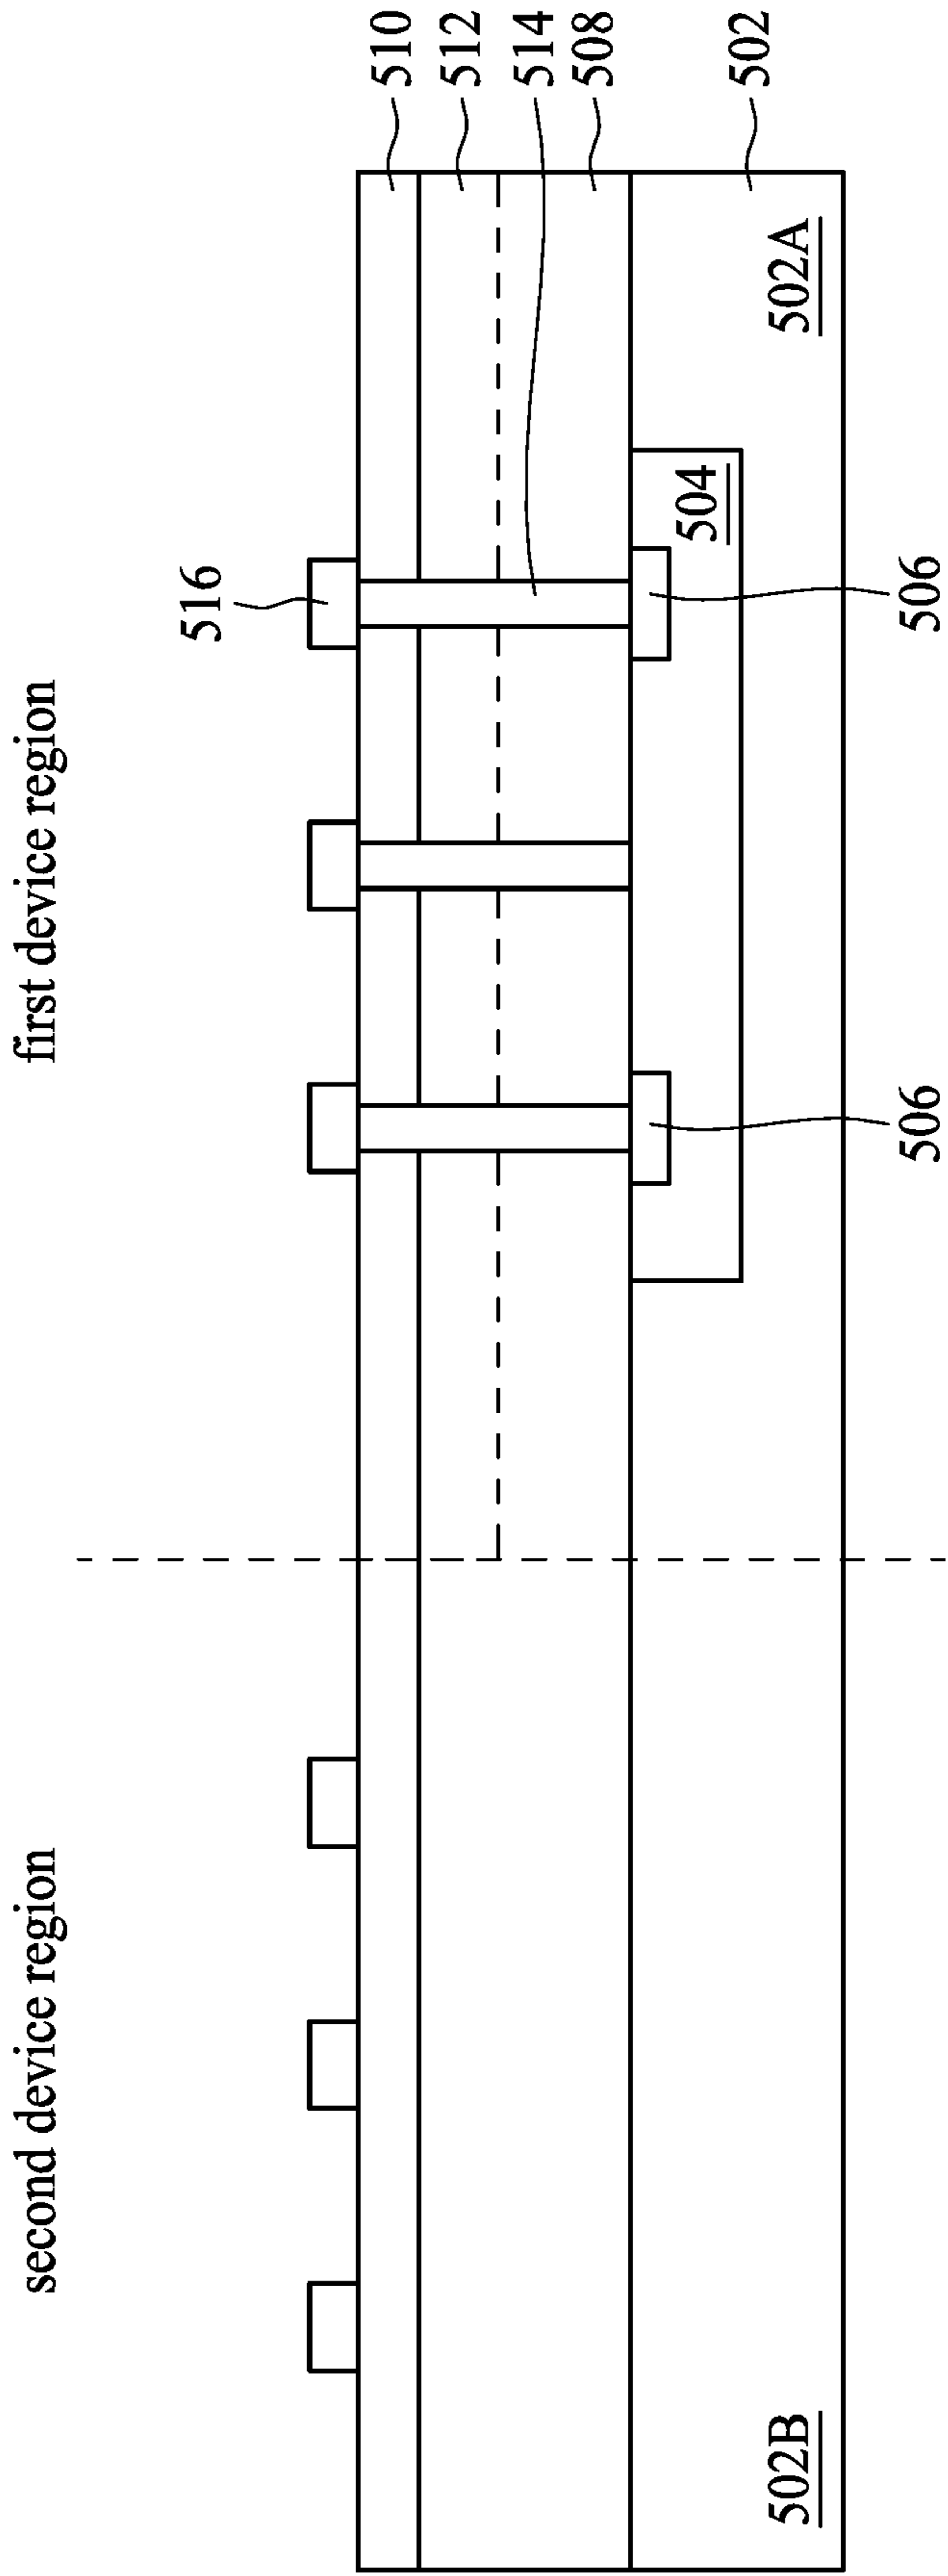 second device region
first device region
516
510
512
514
508
502
502B
502A
504
506
506